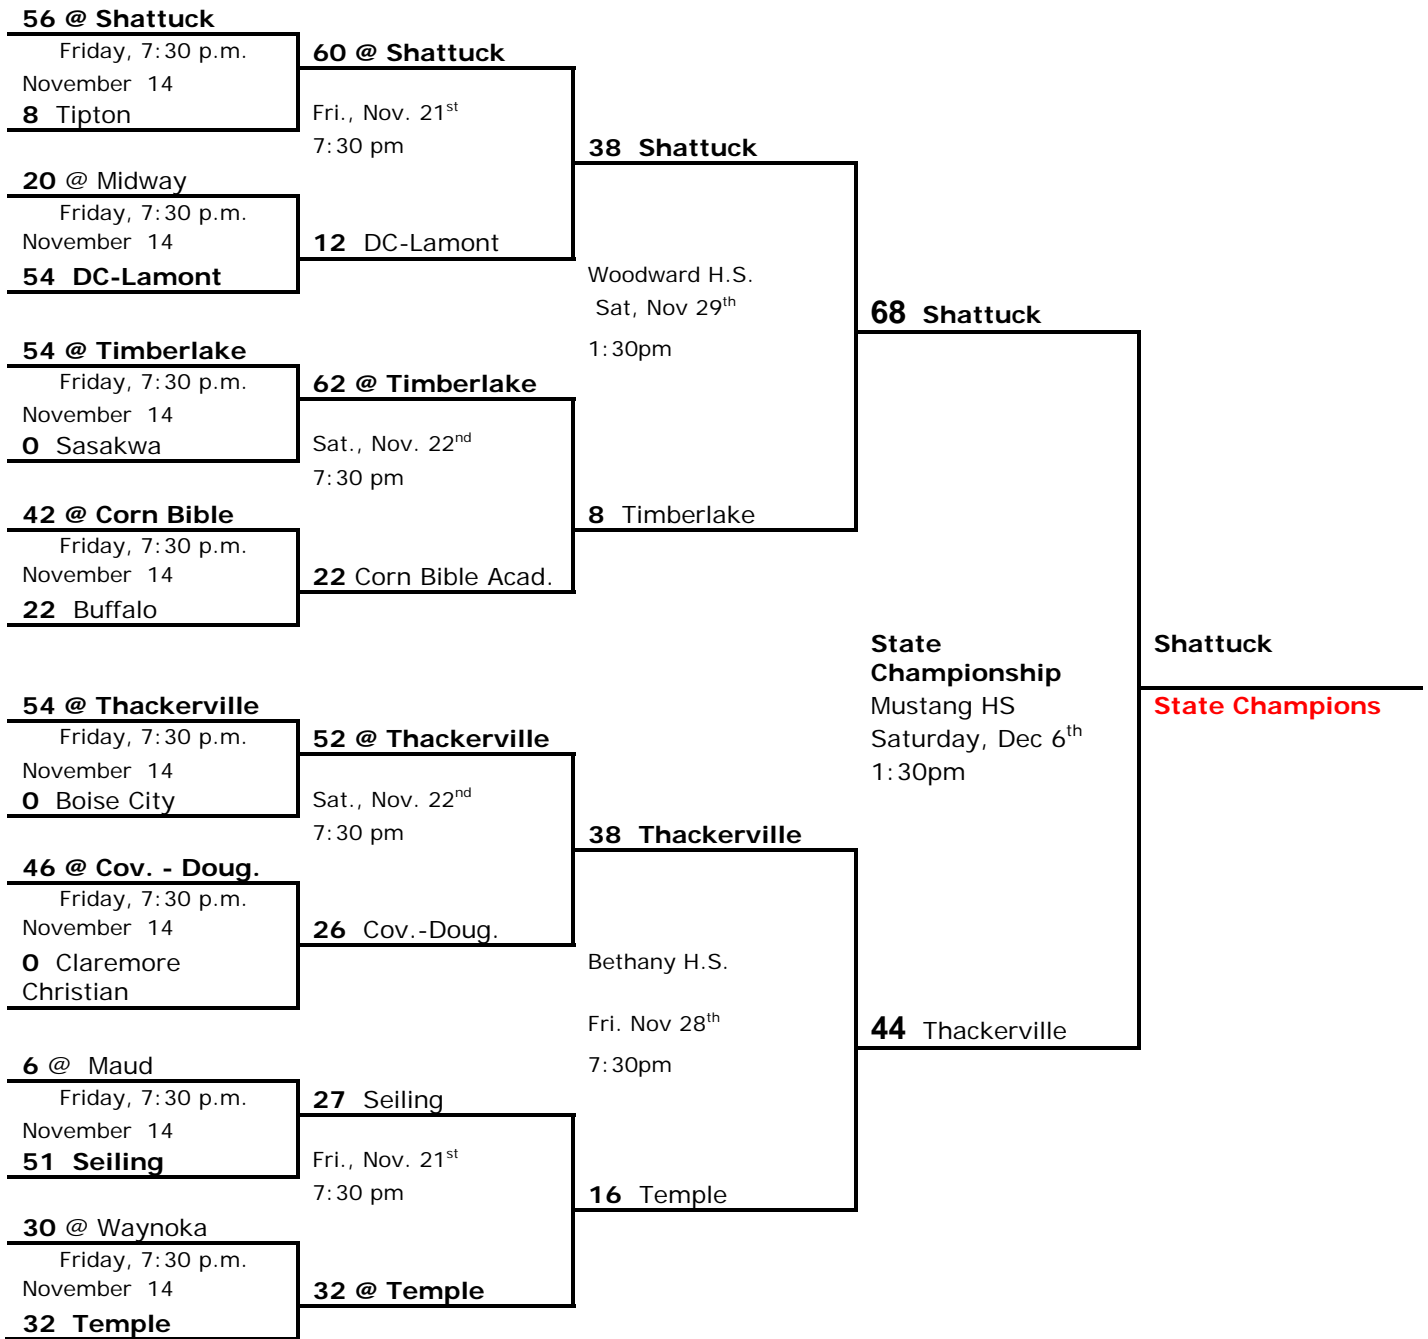 56 @ Shattuck
Friday, 7:30 p.m.
November 14
8 Tipton
20 @ Midway
Friday, 7:30 p.m.
November 14
54 DC-Lamont
54 @ Timberlake
Friday, 7:30 p.m.
November 14
0 Sasakwa
42 @ Corn Bible
Friday, 7:30 p.m.
November 14
22 Buffalo
54 @ Thackerville
Friday, 7:30 p.m.
November 14
0 Boise City
46 @ Cov. - Doug.
Friday, 7:30 p.m.
November 14
0 Claremore
Christian
6 @ Maud
Friday, 7:30 p.m.
November 14
51 Seiling
30 @ Waynoka
Friday, 7:30 p.m.
November 14
32 Temple
60 @ Shattuck
Fri., Nov. 21st
7:30 pm
12 DC-Lamont
62 @ Timberlake
Sat., Nov. 22nd
7:30 pm
22 Corn Bible Acad.
52 @ Thackerville
Sat., Nov. 22nd
7:30 pm
26 Cov.-Doug.
27 Seiling
Fri., Nov. 21st
7:30 pm
32 @ Temple
38 Shattuck
Woodward H.S.
Sat, Nov 29th
1:30pm
8 Timberlake
38 Thackerville
Bethany H.S.
Fri. Nov 28th
7:30pm
16 Temple
68 Shattuck
State
Championship
Mustang HS
Saturday, Dec 6th
1:30pm
44 Thackerville
Shattuck
State Champions